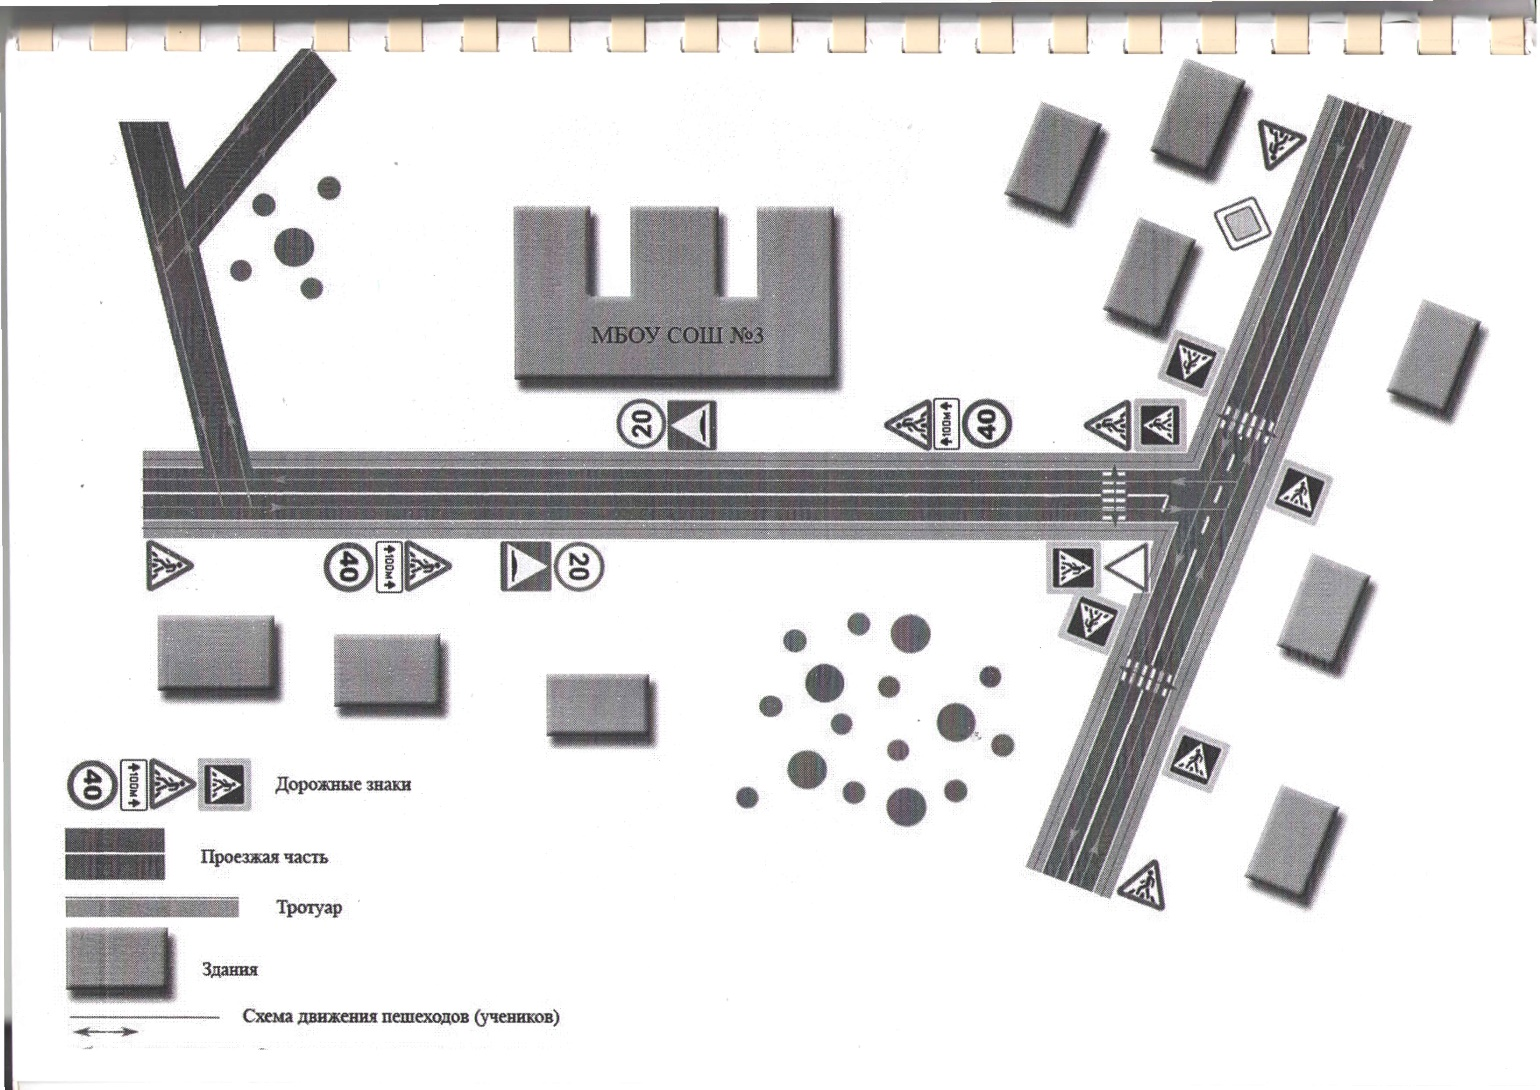 МБОУ СОШ №3
20
100м
40
40
100м
20
40
100м
Дорожные знаки
Проезжая часть
Тротуар
Здания
Схема движения пешеходов (учеников)